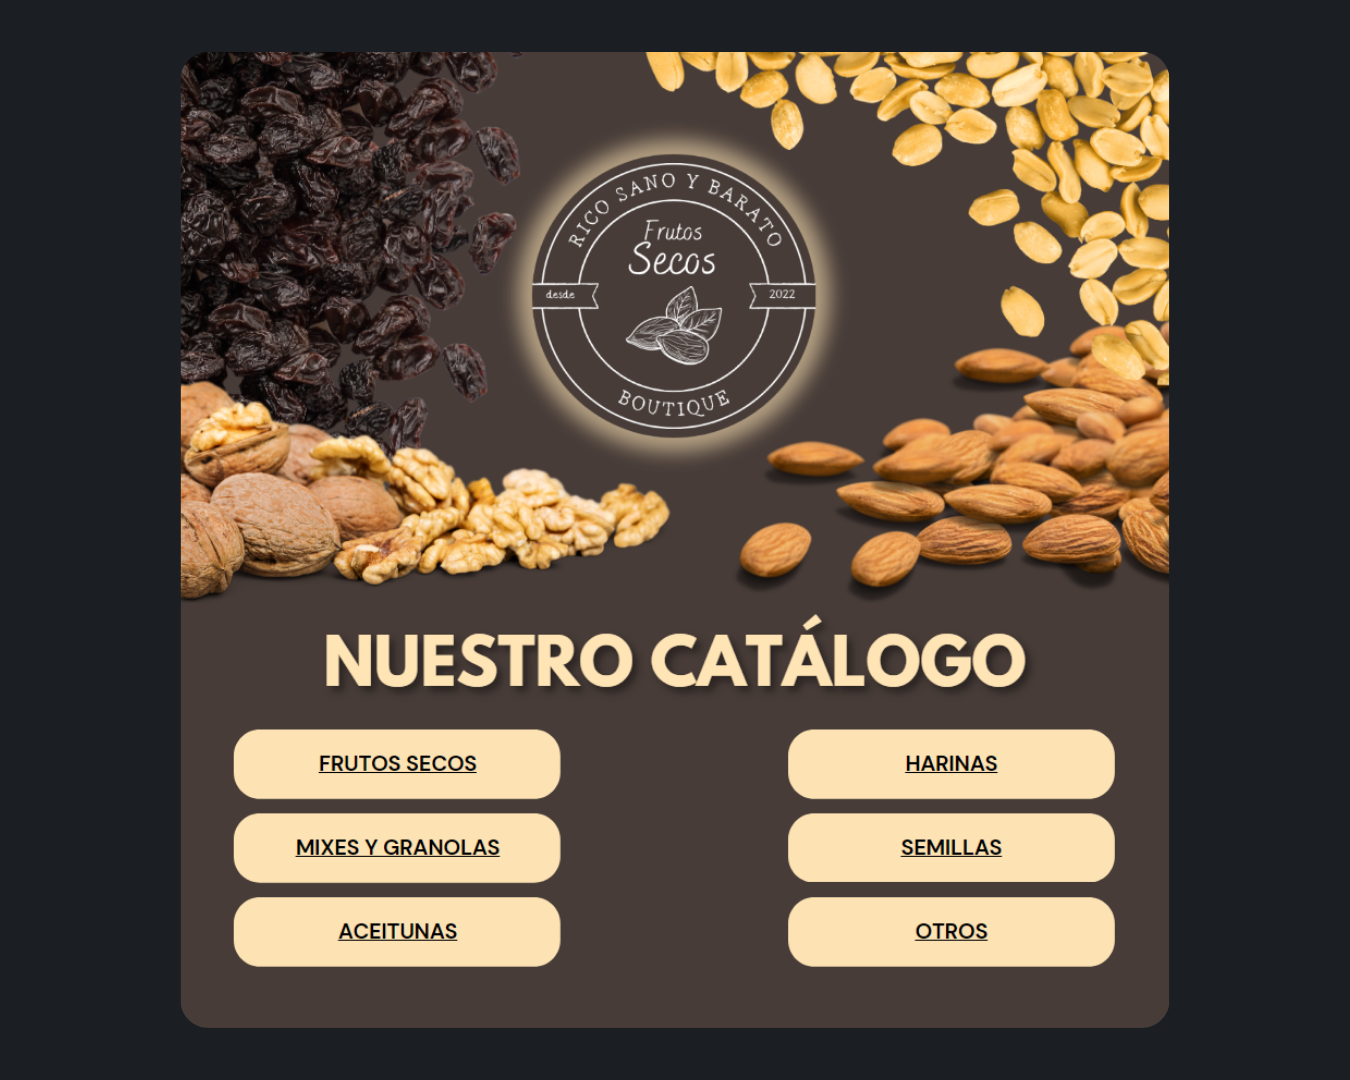 RICO SANO Y BARATO
Frutos
Secos
desde
2022
BOUTIQUE
NUESTRO CATÁLOGO
FRUTOS SECOS
HARINAS
MIXES Y GRANOLAS
SEMILLAS
ACEITUNAS
OTROS